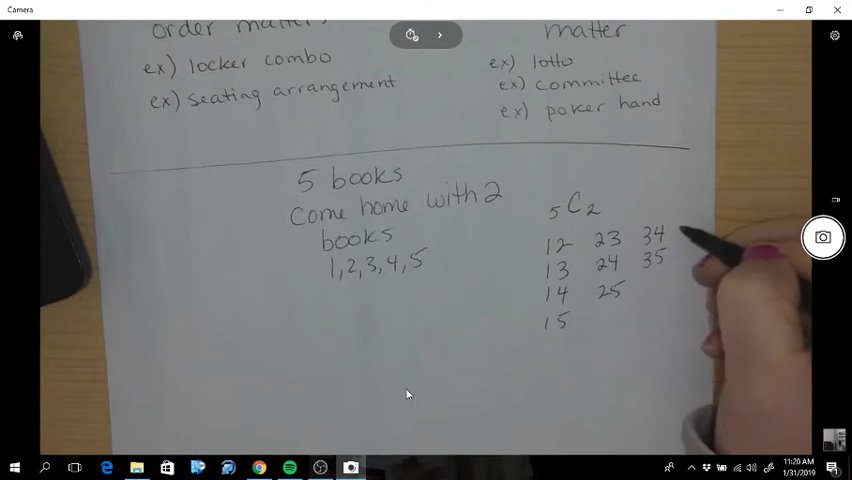 Camera
order matters
ex) locker combo
ex) seating arrangement
matter
ex) lotto
ex) committee
ex) poker hand
5 books
Come home with 2
books
1,2,3,4,5
5C2
12 23 34
13 24 35
14 25
15
11:20 AM
1/31/2019